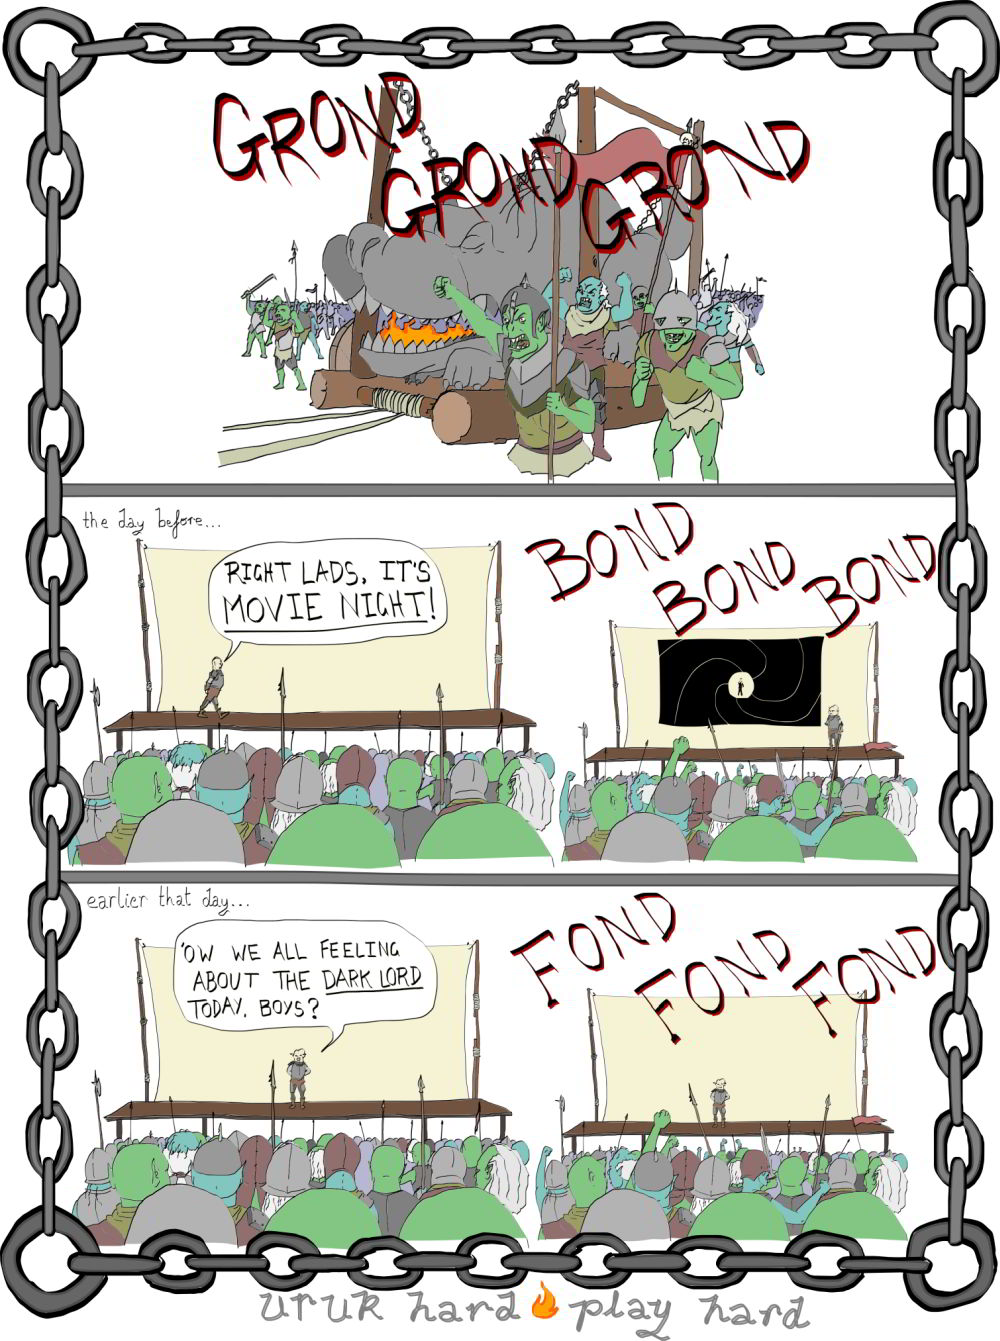 GROND
GROND
GROND
the day before...
RIGHT LADS, IT'S
MOVIE NIGHT!
BOND
BOND
BOND
earlier that day...
'OW WE ALL FEELING
ABOUT THE DARK LORD
TODAY, BOYS?
FOND
FOND
FOND
uruk hard play hard